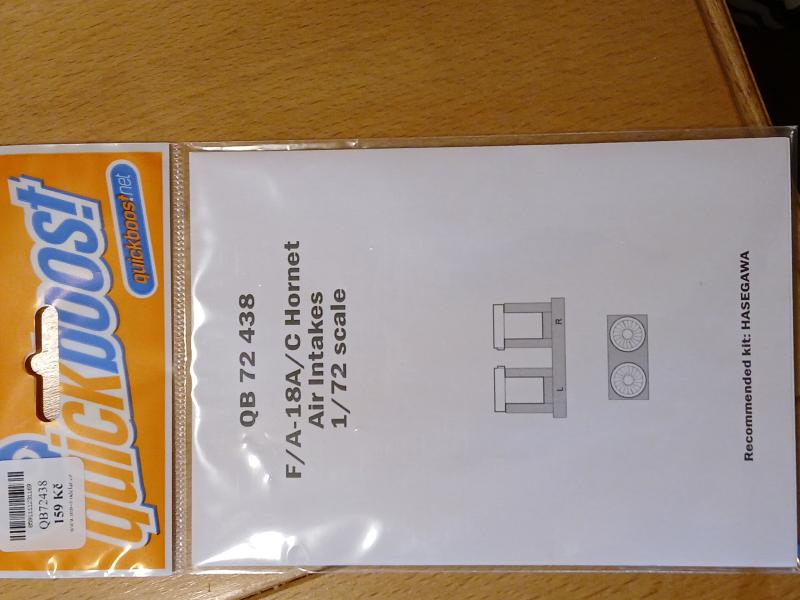 quickboost
quickboost.net
QB72438
159 Kč
QB 72 438
F/A-18A/C Hornet
Air Intakes
1/72 scale
L
R
Recommended kit: HASEGAWA